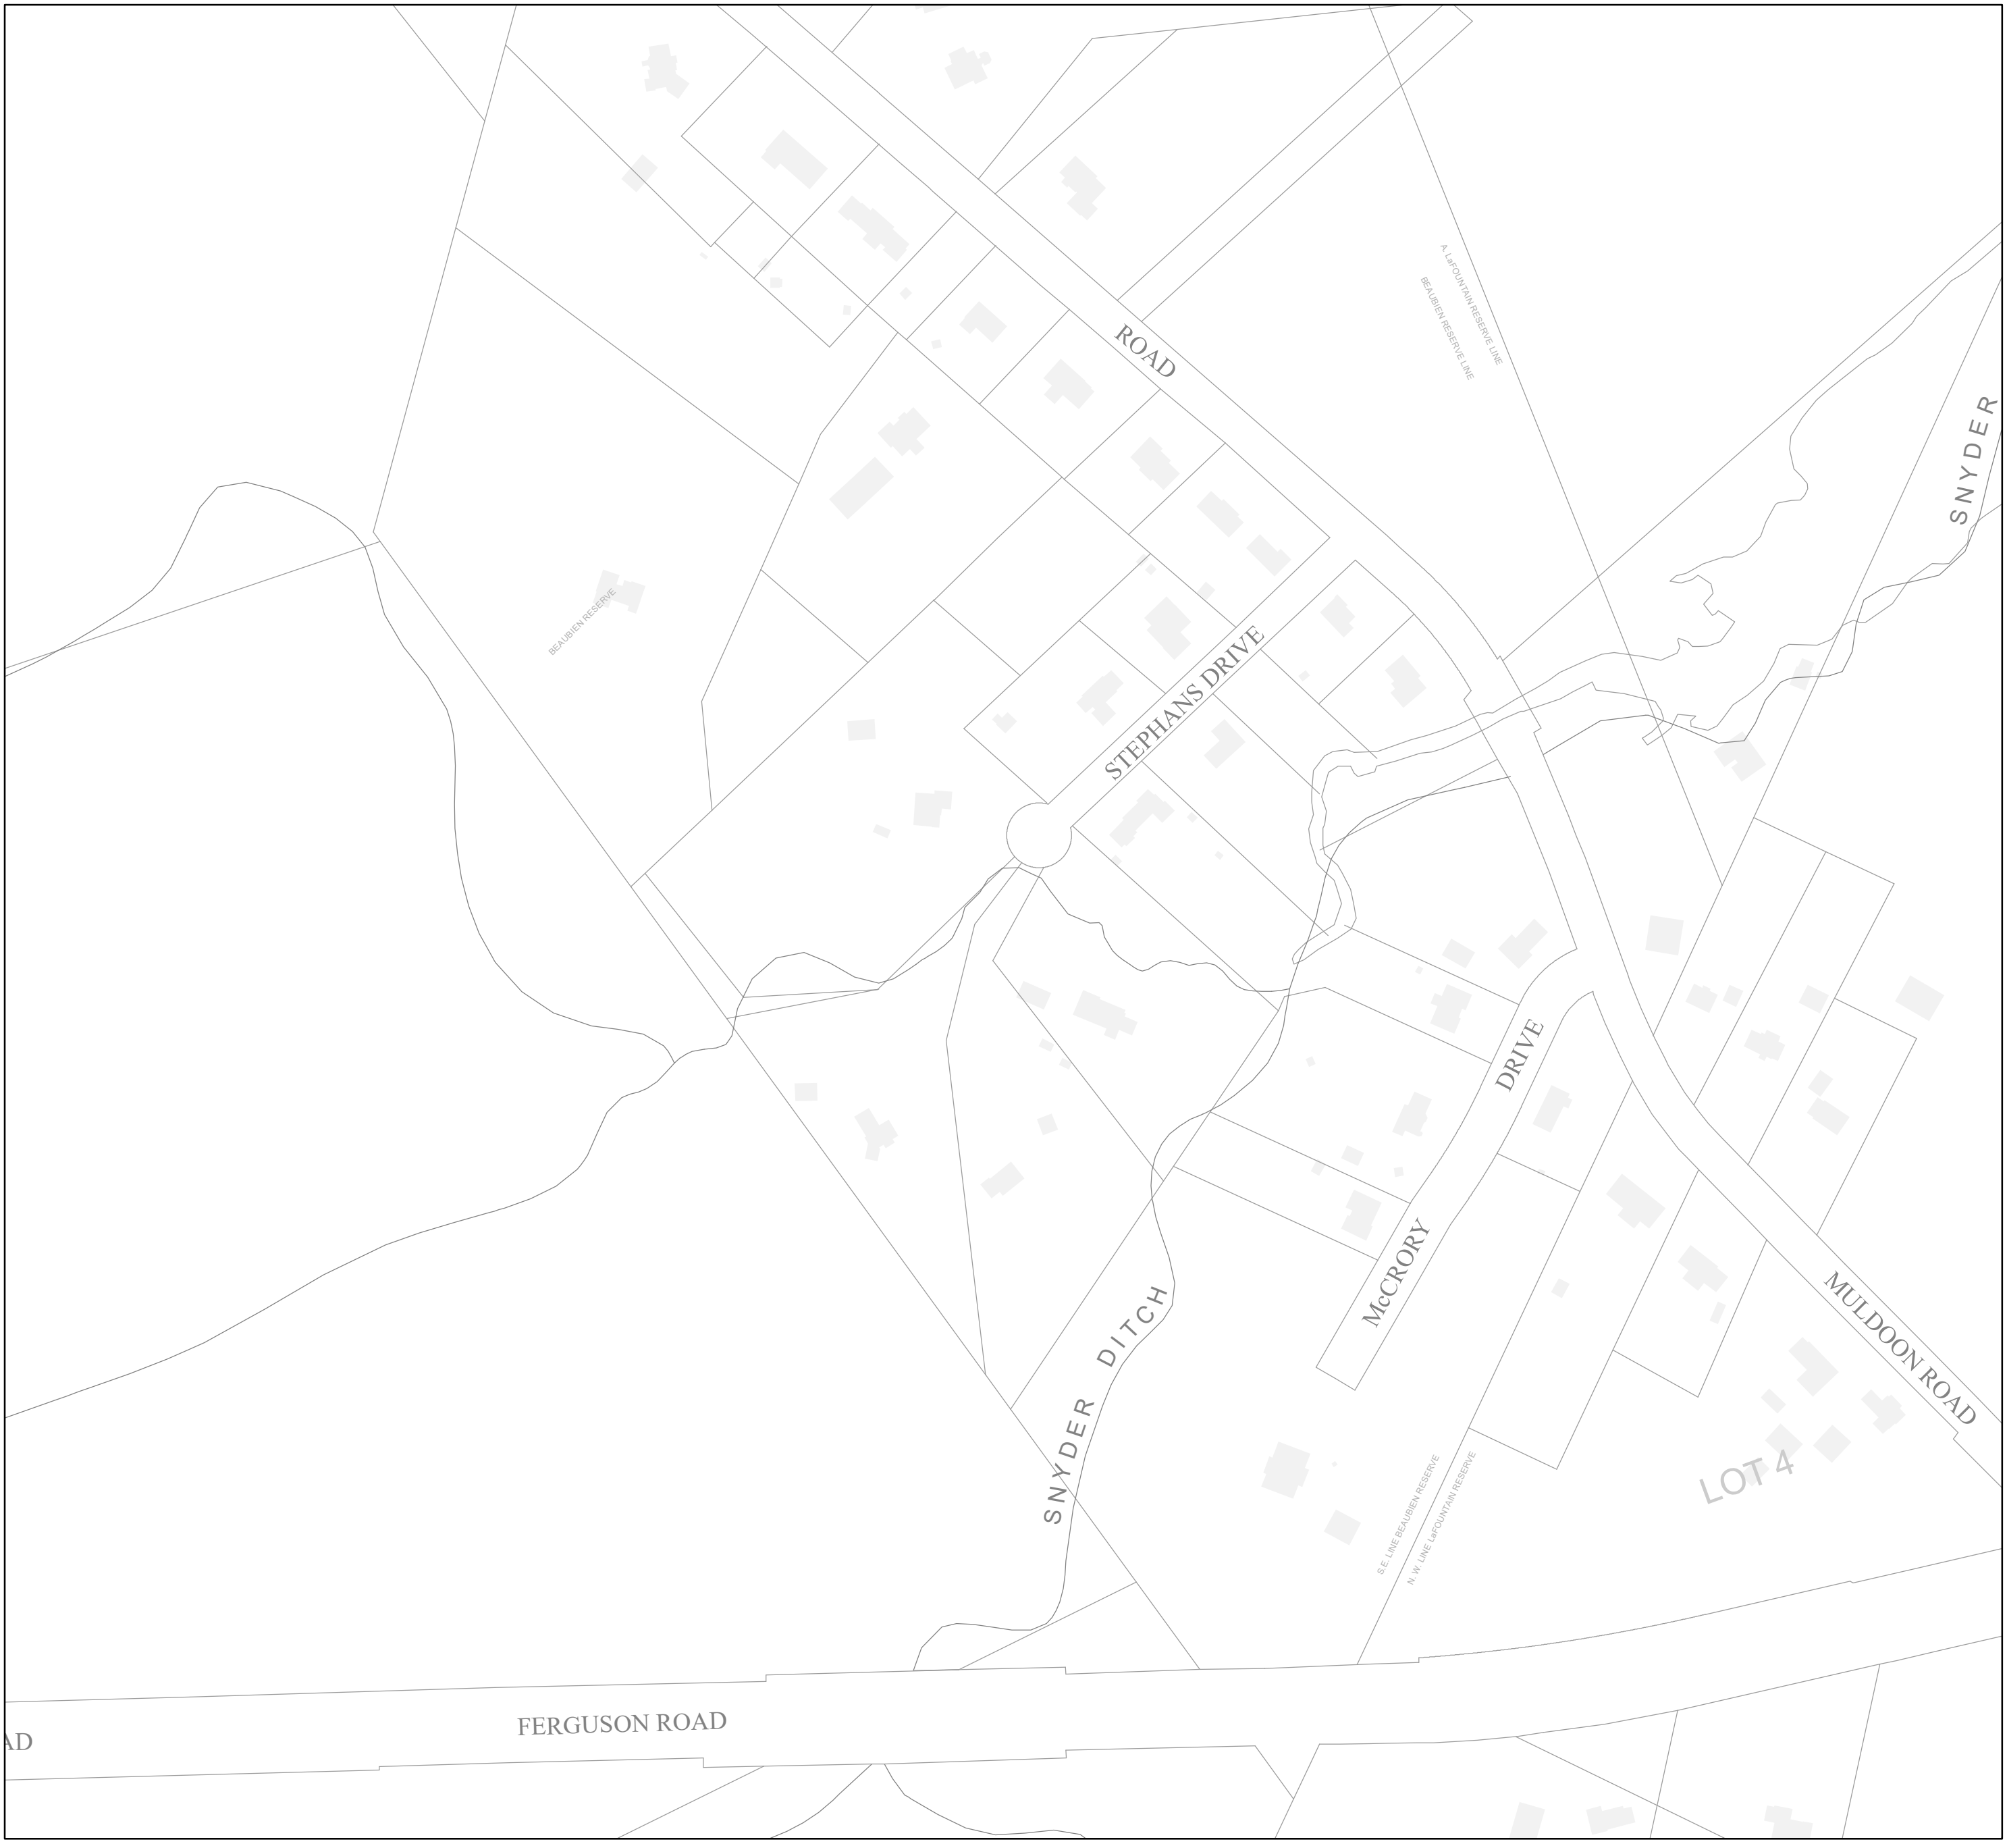 ROAD
A. LaFOUNTAIN RESERVE LINE
BEAUBIEN RESERVE LINE
SNYDER
BEAUBIEN RESERVE
STEPHANS DRIVE
McCRORY DRIVE
MULDOON ROAD
SNYDER DITCH
LOT 4
S.E. LINE BEAUBIEN RESERVE
N. W. LINE LaFOUNTAIN RESERVE
FERGUSON ROAD
AD